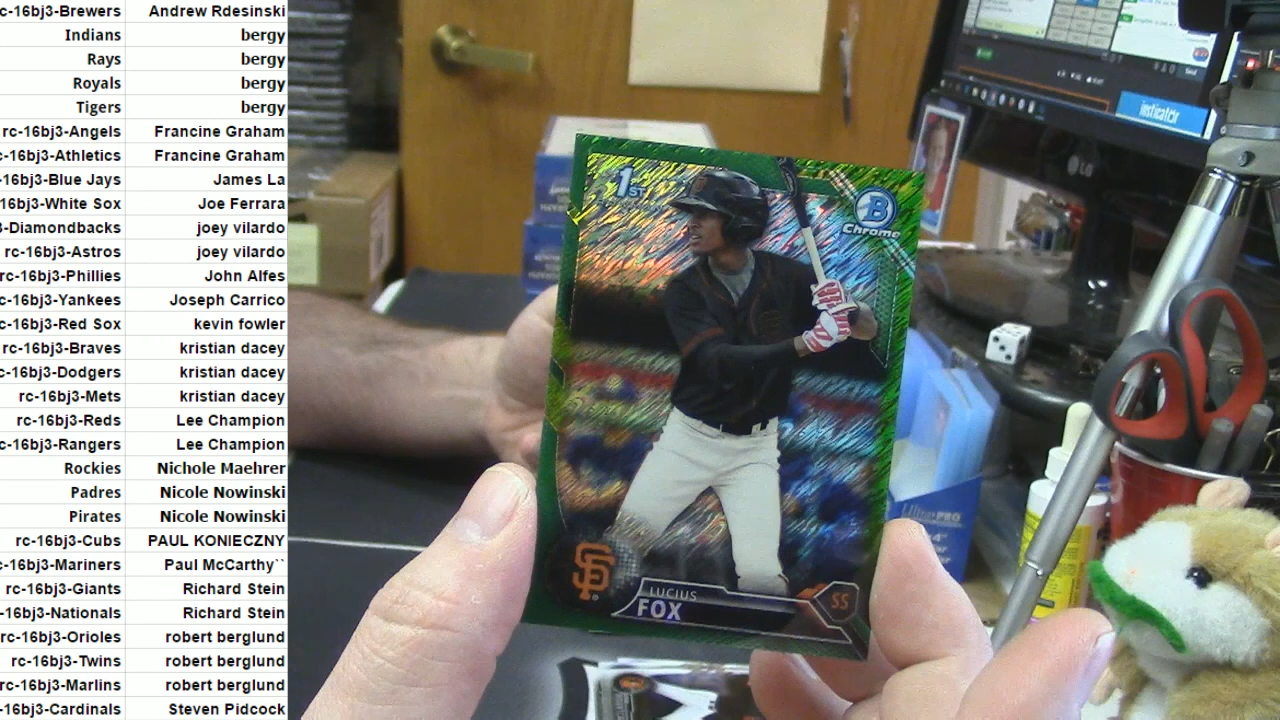 c-16bj3-Brewers Andrew Rdesinski
Indians bergy
Rays bergy
Royals bergy
Tigers bergy
rc-16bj3-Angels Francine Graham
c-16bj3-Athletics Francine Graham
-16bj3-Blue Jays James La
16bj3-White Sox Joe Ferrara
3-Diamondbacks joey vilardo
rc-16bj3-Astros joey vilardo
rc-16bj3-Phillies John Alfes
c-16bj3-Yankees Joseph Carrico
c-16bj3-Red Sox kevin fowler
rc-16bj3-Braves kristian dacey
c-16bj3-Dodgers kristian dacey
rc-16bj3-Mets kristian dacey
rc-16bj3-Reds Lee Champion
c-16bj3-Rangers Lee Champion
Rockies Nichole Maehrer
Padres Nicole Nowinski
Pirates Nicole Nowinski
rc-16bj3-Cubs PAUL KONIECZNY
c-16bj3-Mariners Paul McCarthy``
rc-16bj3-Giants Richard Stein
-16bj3-Nationals Richard Stein
rc-16bj3-Orioles robert berglund
rc-16bj3-Twins robert berglund
rc-16bj3-Marlins robert berglund
-16bj3-Cardinals Steven Pidcock
1ST
B
Chrome
SF
LUCIUS
FOX
SS
insticator
LG
Ultra-PRO